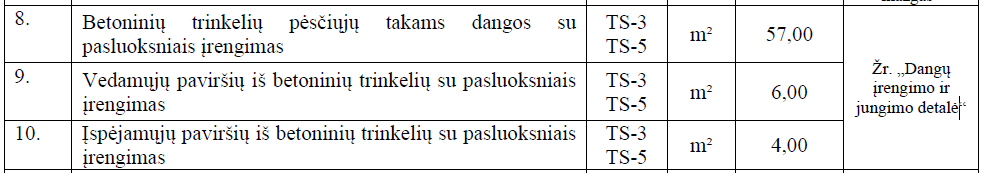 8.
Betoninių trinkelių pėsčiųjų takams dangos su
pasluoksniais įrengimas
TS-3
TS-5
m²
57,00
9.
Vedamųjų paviršių iš betoninių trinkelių su pasluoksniais
įrengimas
TS-3
TS-5
m²
6,00
10.
Įspėjamųjų paviršių iš betoninių trinkelių su pasluoksniais
įrengimas
TS-3
TS-5
m²
4,00
Žr. „Dangų
įrengimo ir
jungimo detalė“